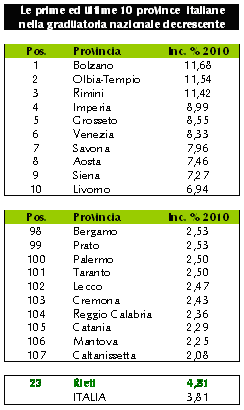 Le prime ed ultime 10 province italiane
nella graduatoria nazionale decrescente
Pos. Provincia Inc. % 2010
1 Bolzano 11,68
2 Olbia-Tempio 11,54
3 Rimini 11,42
4 Imperia 8,99
5 Grosseto 8,55
6 Venezia 8,33
7 Savona 7,96
8 Aosta 7,46
9 Siena 7,27
10 Livorno 6,94
Pos. Provincia Inc. % 2010
98 Bergamo 2,53
99 Prato 2,53
100 Palermo 2,50
101 Taranto 2,50
102 Lecco 2,47
103 Cremona 2,43
104 Reggio Calabria 2,36
105 Catania 2,29
106 Mantova 2,25
107 Caltanissetta 2,08
23 Rieti 4,81
ITALIA 3,81